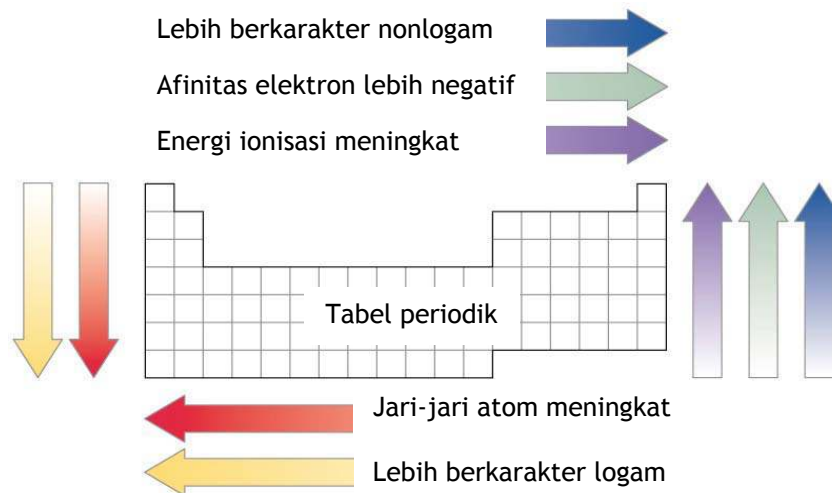 Lebih berkarakter nonlogam
Afinitas elektron lebih negatif
Energi ionisasi meningkat
Tabel periodik
Jari-jari atom meningkat
Lebih berkarakter logam